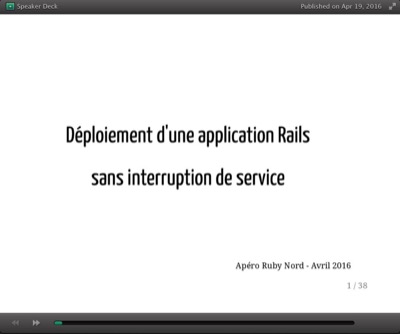 Speaker Deck
Published on Apr 19, 2016
Déploiement d'une application Rails
sans interruption de service
Apéro Ruby Nord - Avril 2016
1 / 38